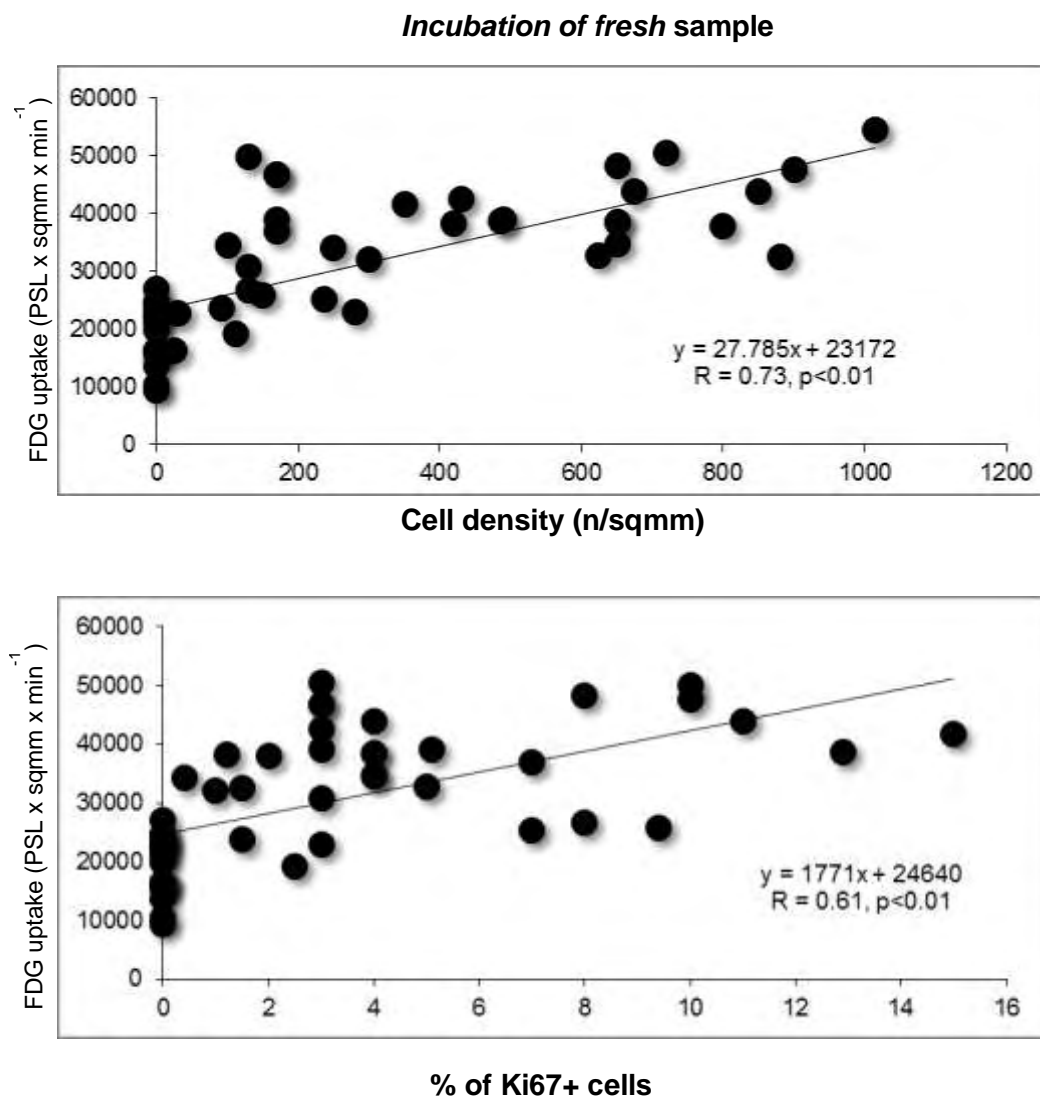 Incubation of fresh sample
FDG uptake (PSL x sqmm x min⁻¹)
60000
50000
40000
30000
20000
10000
0
y = 27.785x + 23172
R = 0.73, p<0.01
0 200 400 600 800 1000 1200
Cell density (n/sqmm)
FDG uptake (PSL x sqmm x min⁻¹)
60000
50000
40000
30000
20000
10000
0
y = 1771x + 24640
R = 0.61, p<0.01
0 2 4 6 8 10 12 14 16
% of Ki67+ cells